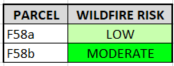 PARCEL WILDFIRE RISK
F58a LOW
F58b MODERATE